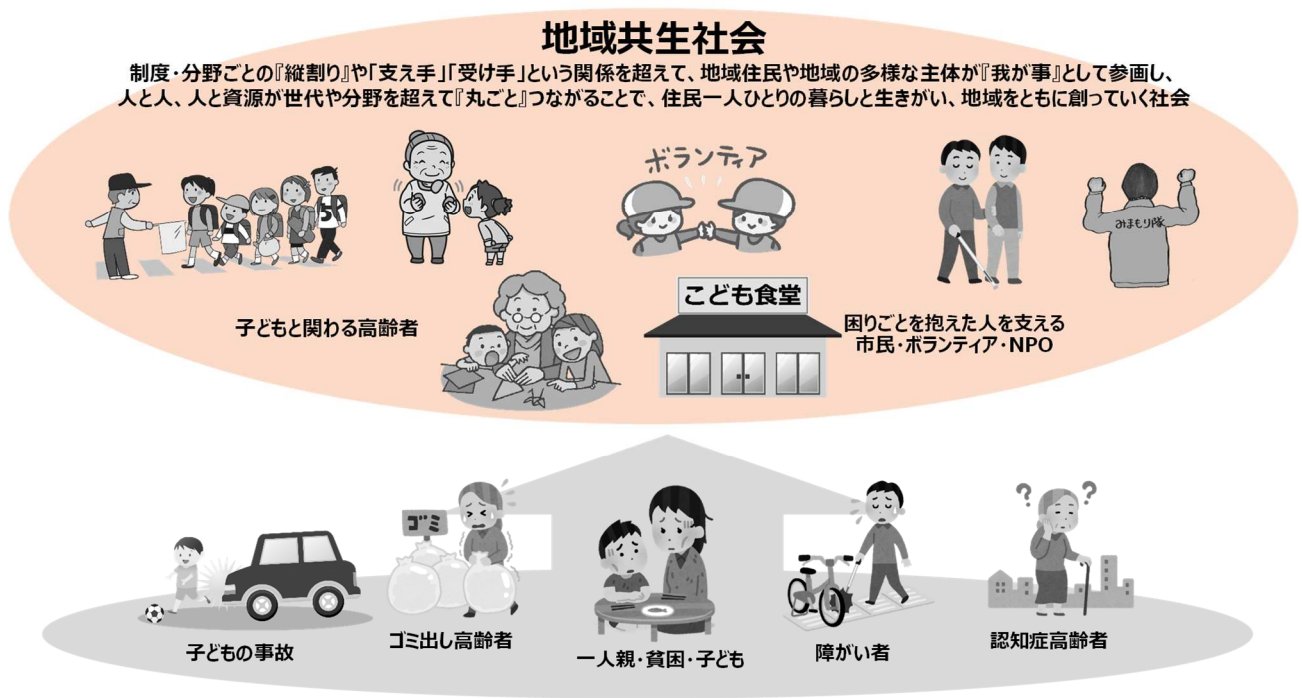 地域共生社会
制度・分野ごとの『縦割り』や「支え手」「受け手」という関係を超えて、地域住民や地域の多様な主体が『我が事』として参画し、
人と人、人と資源が世代や分野を超えて『丸ごと』つながることで、住民一人ひとりの暮らしと生きがい、地域をともに創っていく社会
ボランティア
みまもり隊
5
こども食堂
子どもと関わる高齢者
困りごとを抱えた人を支える
市民・ボランティア・NPO
ゴミ
子どもの事故
ゴミ出し高齢者
一人親・貧困・子ども
障がい者
認知症高齢者